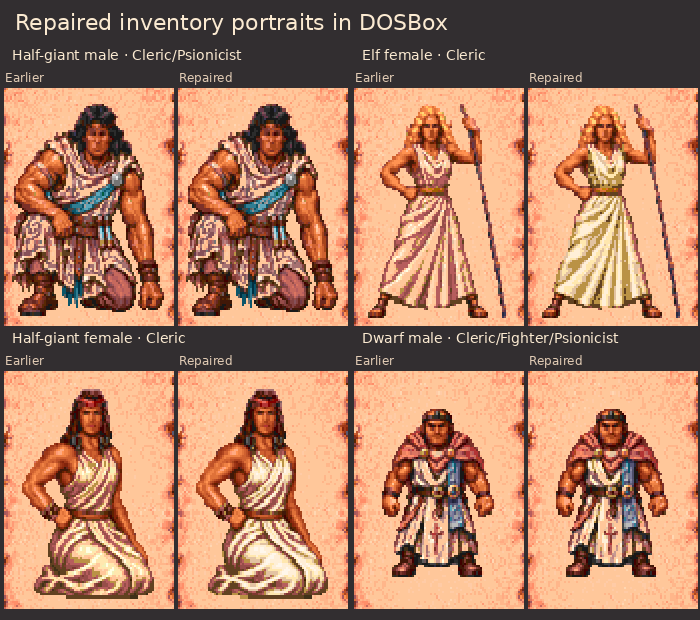 Repaired inventory portraits in DOSBox
Half-giant male · Cleric/Psionicist
Elf female · Cleric
Earlier
Repaired
Earlier
Repaired
Half-giant female · Cleric
Dwarf male · Cleric/Fighter/Psionicist
Earlier
Repaired
Earlier
Repaired